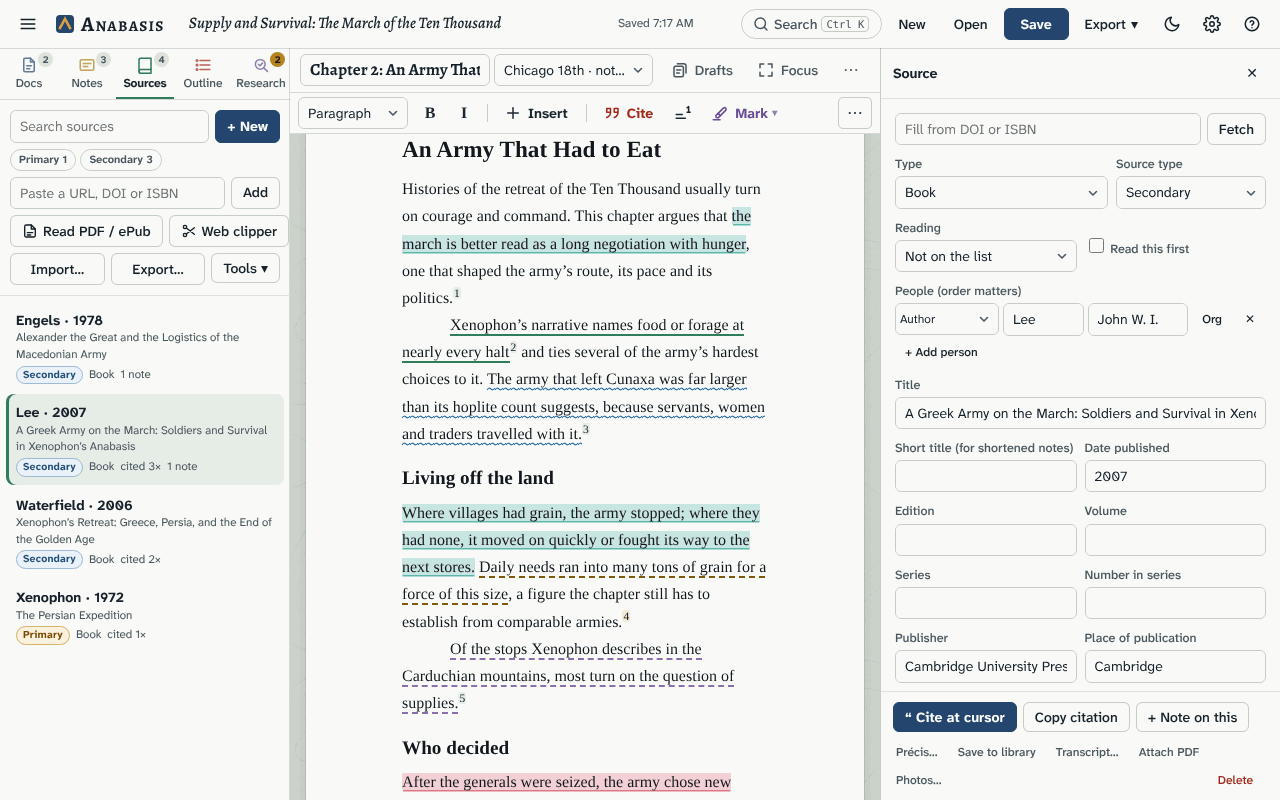 ANABASIS
Supply and Survival: The March of the Ten Thousand
Saved 7:17 AM
Search Ctrl K
New
Open
Save
Export ▾
2
Docs
3
Notes
4
Sources
Outline
2
Research
Search sources
+ New
Primary 1
Secondary 3
Paste a URL, DOI or ISBN
Add
Read PDF / ePub
Web clipper
Import...
Export...
Tools ▾
Engels • 1978
Alexander the Great and the Logistics of the
Macedonian Army
Secondary Book 1 note
Lee • 2007
A Greek Army on the March: Soldiers and Survival
in Xenophon's Anabasis
Secondary Book cited 3× 1 note
Waterfield • 2006
Xenophon's Retreat: Greece, Persia, and the End of
the Golden Age
Secondary Book cited 2×
Xenophon • 1972
The Persian Expedition
Primary Book cited 1×
Chapter 2: An Army That
Chicago 18th · not...
Drafts
Focus
...
Paragraph
B
I
+ Insert
Cite
1
Mark ▾
...
An Army That Had to Eat
Histories of the retreat of the Ten Thousand usually turn
on courage and command. This chapter argues that the
march is better read as a long negotiation with hunger,
one that shaped the army’s route, its pace and its
politics.1
Xenophon’s narrative names food or forage at
nearly every halt2 and ties several of the army’s hardest
choices to it. The army that left Cunaxa was far larger
than its hoplite count suggests, because servants, women
and traders travelled with it.3
Living off the land
Where villages had grain, the army stopped; where they
had none, it moved on quickly or fought its way to the
next stores. Daily needs ran into many tons of grain for a
force of this size, a figure the chapter still has to
establish from comparable armies.4
Of the stops Xenophon describes in the
Carduchian mountains, most turn on the question of
supplies.5
Who decided
After the generals were seized, the army chose new
Source
✕
Fill from DOI or ISBN
Fetch
Type
Source type
Book
Secondary
Reading
Not on the list
Read this first
People (order matters)
Author
Lee
John W. I.
Org
✕
+ Add person
Title
A Greek Army on the March: Soldiers and Survival in Xeno
Short title (for shortened notes)
Date published
2007
Edition
Volume
Series
Number in series
Publisher
Place of publication
Cambridge University Pres
Cambridge
“ Cite at cursor
Copy citation
+ Note on this
Précis...
Save to library
Transcript...
Attach PDF
Photos...
Delete